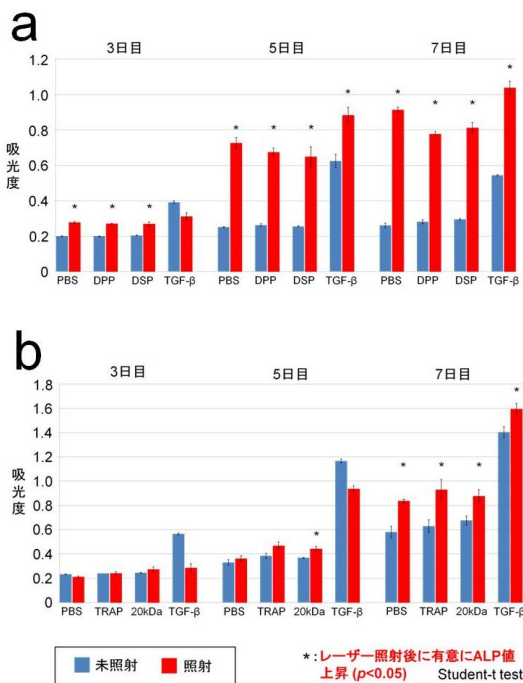 a
3日目 5日目 7日目
1.2
1.0
0.8
0.6
0.4
0.2
0
吸光度
PBS DPP DSP TGF-β PBS DPP DSP TGF-β PBS DPP DSP TGF-β
* * * * * * * * * * *
b
3日目 5日目 7日目
1.8
1.6
1.4
1.2
1.0
0.8
0.6
0.4
0.2
0
吸光度
PBS TRAP 20kDa TGF-β PBS TRAP 20kDa TGF-β PBS TRAP 20kDa TGF-β
* * * * *
未照射 照射
*:レーザー照射後に有意にALP値
上昇 (p<0.05) Student-t test